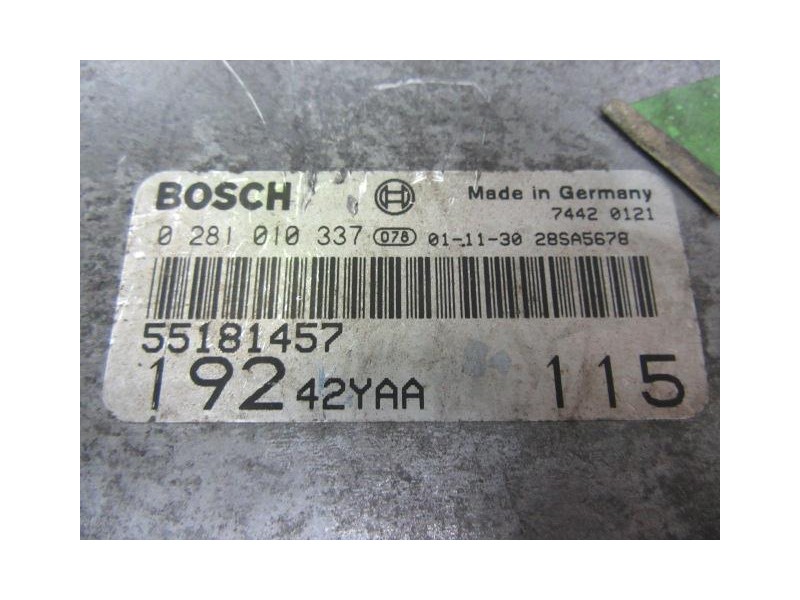 BOSCH Made in Germany
7442 0121
0 281 010 337 078 01-11-30 28SA5678
55181457
192 42YAA 115